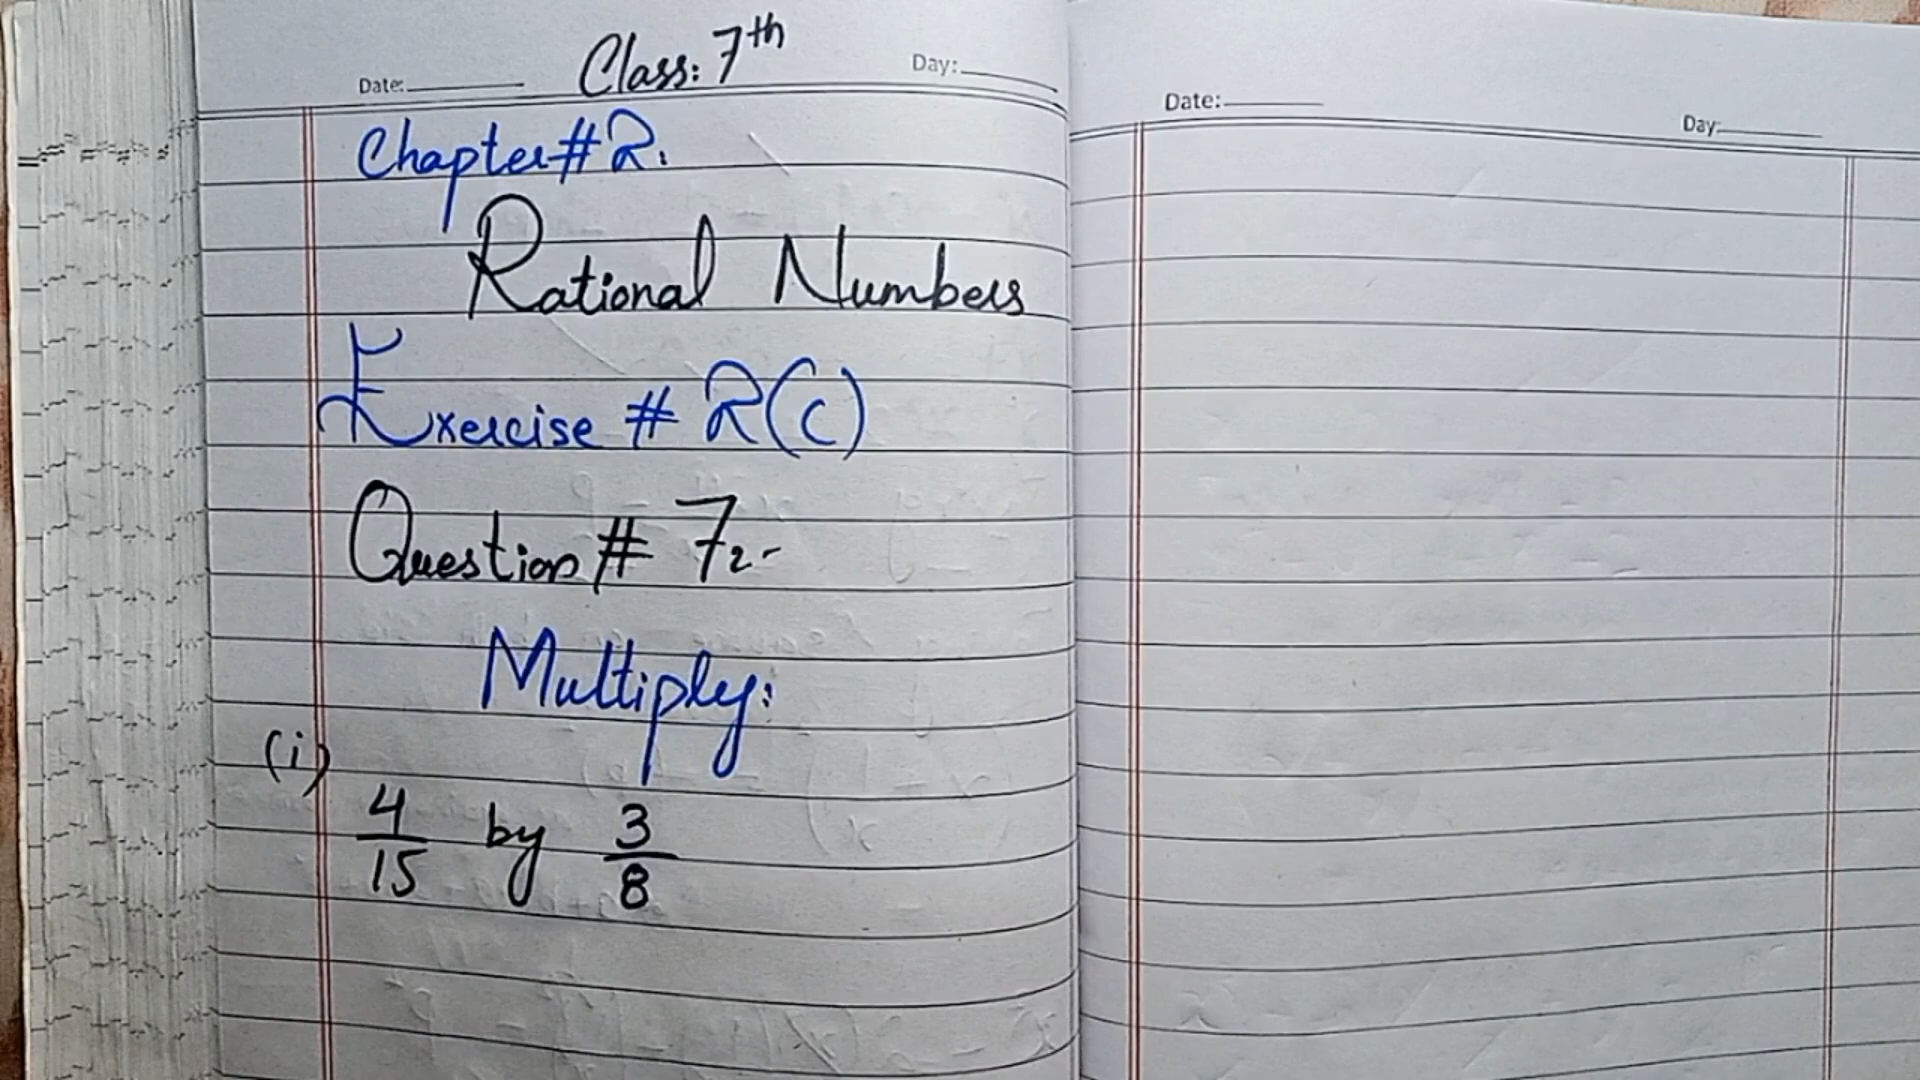 Date: Class: 7th Day:
Chapter # 2.
Rational Numbers
Exercise # 2(c)
Question # 7:-
Multiply:
(i)
4/15 by 3/8
Date: Day: